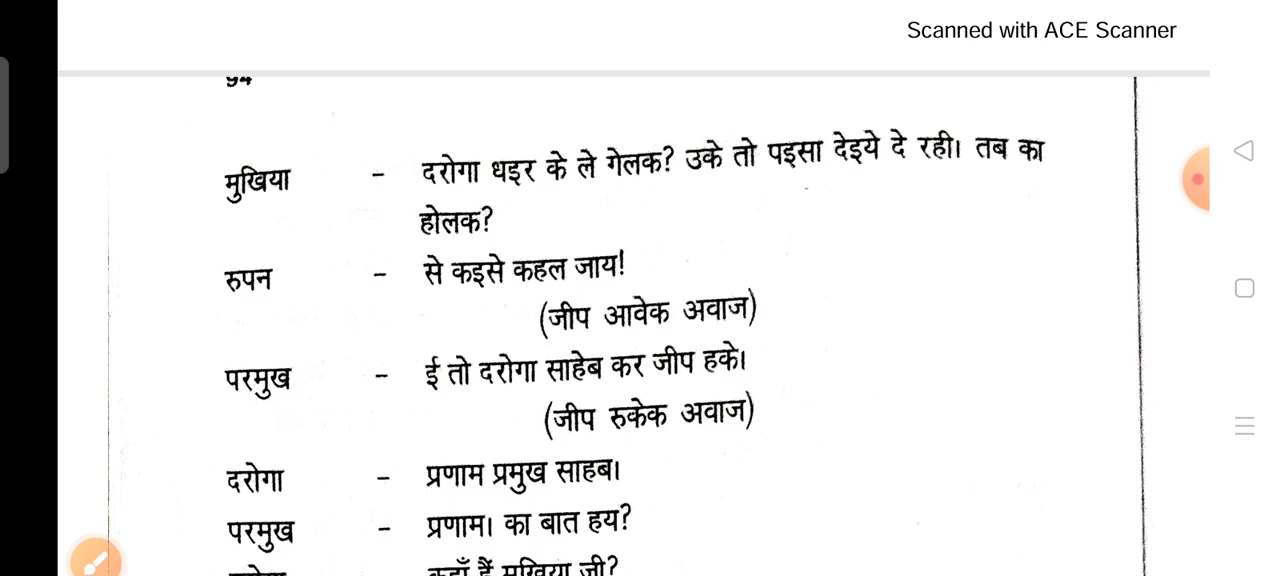 Scanned with ACE Scanner
मुखिया - दरोगा धइर के ले गेलक? उके तो पइसा देइये दे रही। तब का
होलक?
रुपन - से कइसे कहल जाय!
(जीप आवेक अवाज)
परमुख - ई तो दरोगा साहेब कर जीप हके।
(जीप रुकेक अवाज)
दरोगा - प्रणाम प्रमुख साहब।
परमुख - प्रणाम। का बात हय?
कहाँ हैं मुखिया जी?